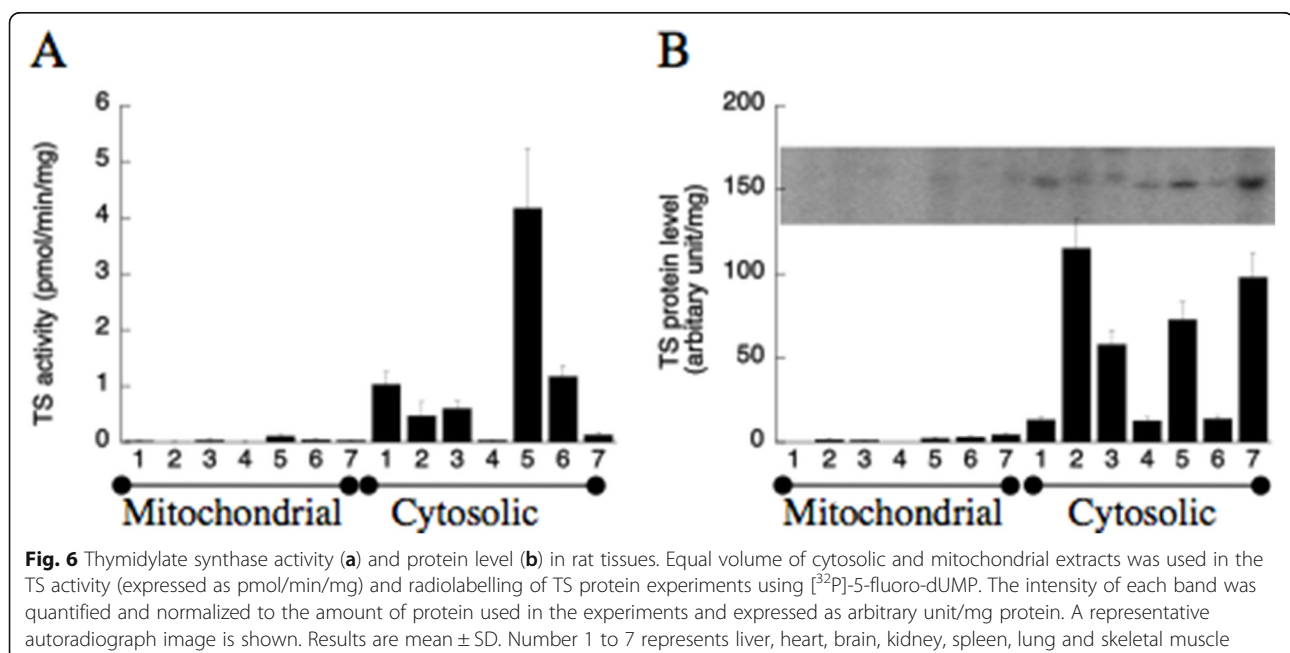 A
TS activity (pmol/min/mg)
6
5
4
3
2
1
0
1 2 3 4 5 6 7 1 2 3 4 5 6 7
Mitochondrial Cytosolic
B
TS protein level
(arbitary unit/mg)
200
150
100
50
0
1 2 3 4 5 6 7 1 2 3 4 5 6 7
Mitochondrial Cytosolic
Fig. 6 Thymidylate synthase activity (a) and protein level (b) in rat tissues. Equal volume of cytosolic and mitochondrial extracts was used in the
TS activity (expressed as pmol/min/mg) and radiolabelling of TS protein experiments using [³²P]-5-fluoro-dUMP. The intensity of each band was
quantified and normalized to the amount of protein used in the experiments and expressed as arbitrary unit/mg protein. A representative
autoradiograph image is shown. Results are mean ± SD. Number 1 to 7 represents liver, heart, brain, kidney, spleen, lung and skeletal muscle